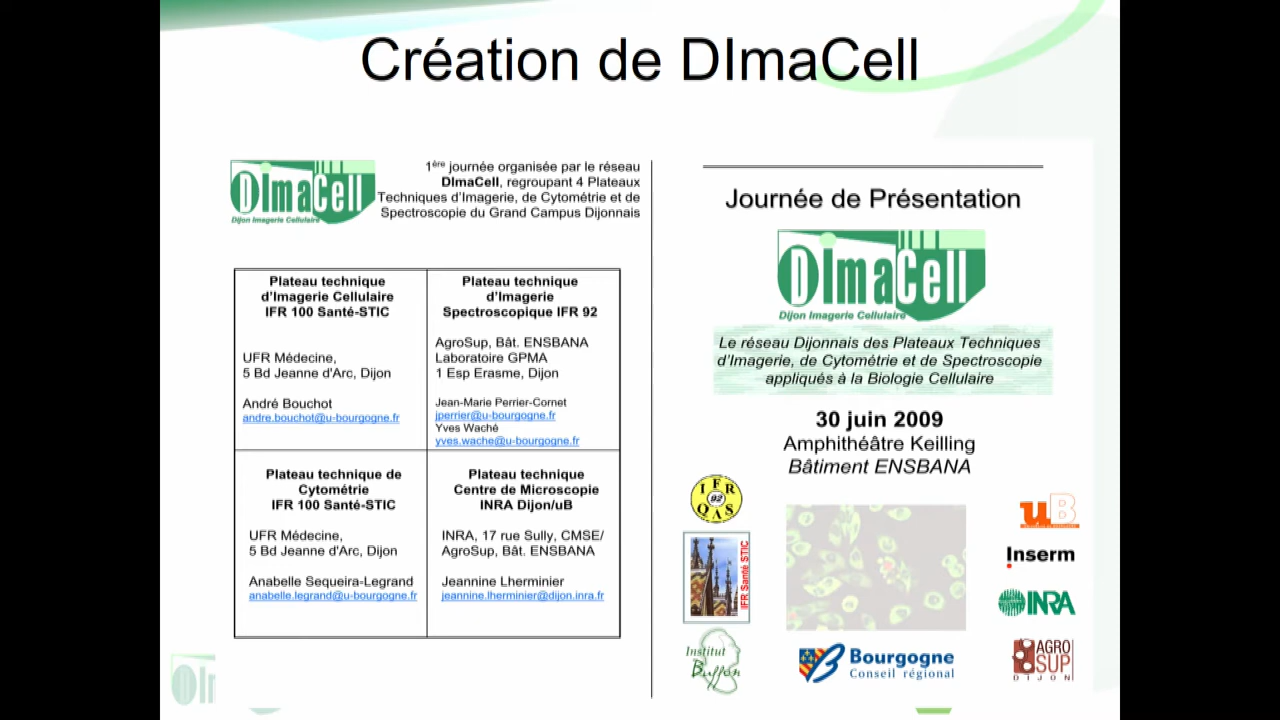 Création de DImaCell
DImaCell
Dijon Imagerie Cellulaire
1ère journée organisée par le réseau
DImaCell, regroupant 4 Plateaux
Techniques d'Imagerie, de Cytométrie et de
Spectroscopie du Grand Campus Dijonnais
Plateau technique
d'Imagerie Cellulaire
IFR 100 Santé-STIC
UFR Médecine,
5 Bd Jeanne d'Arc, Dijon
André Bouchot
andre.bouchot@u-bourgogne.fr
Plateau technique
d'Imagerie
Spectroscopique IFR 92
AgroSup, Bât. ENSBANA
Laboratoire GPMA
1 Esp Erasme, Dijon
Jean-Marie Perrier-Cornet
jperrier@u-bourgogne.fr
Yves Waché
yves.wache@u-bourgogne.fr
Plateau technique de
Cytométrie
IFR 100 Santé-STIC
UFR Médecine,
5 Bd Jeanne d'Arc, Dijon
Anabelle Sequeira-Legrand
anabelle.legrand@u-bourgogne.fr
Plateau technique
Centre de Microscopie
INRA Dijon/uB
INRA, 17 rue Sully, CMSE/
AgroSup, Bât. ENSBANA
Jeannine Lherminier
jeannine.lherminier@dijon.inra.fr
Journée de Présentation
DImaCell
Dijon Imagerie Cellulaire
Le réseau Dijonnais des Plateaux Techniques
d'Imagerie, de Cytométrie et de Spectroscopie
appliqués à la Biologie Cellulaire
30 juin 2009
Amphithéâtre Keilling
Bâtiment ENSBANA
IFR
92
QAS
IFR Santé STIC
Institut
Buffon
Bourgogne
Conseil régional
uB
Inserm
INRA
AGRO
SUP
DIJON